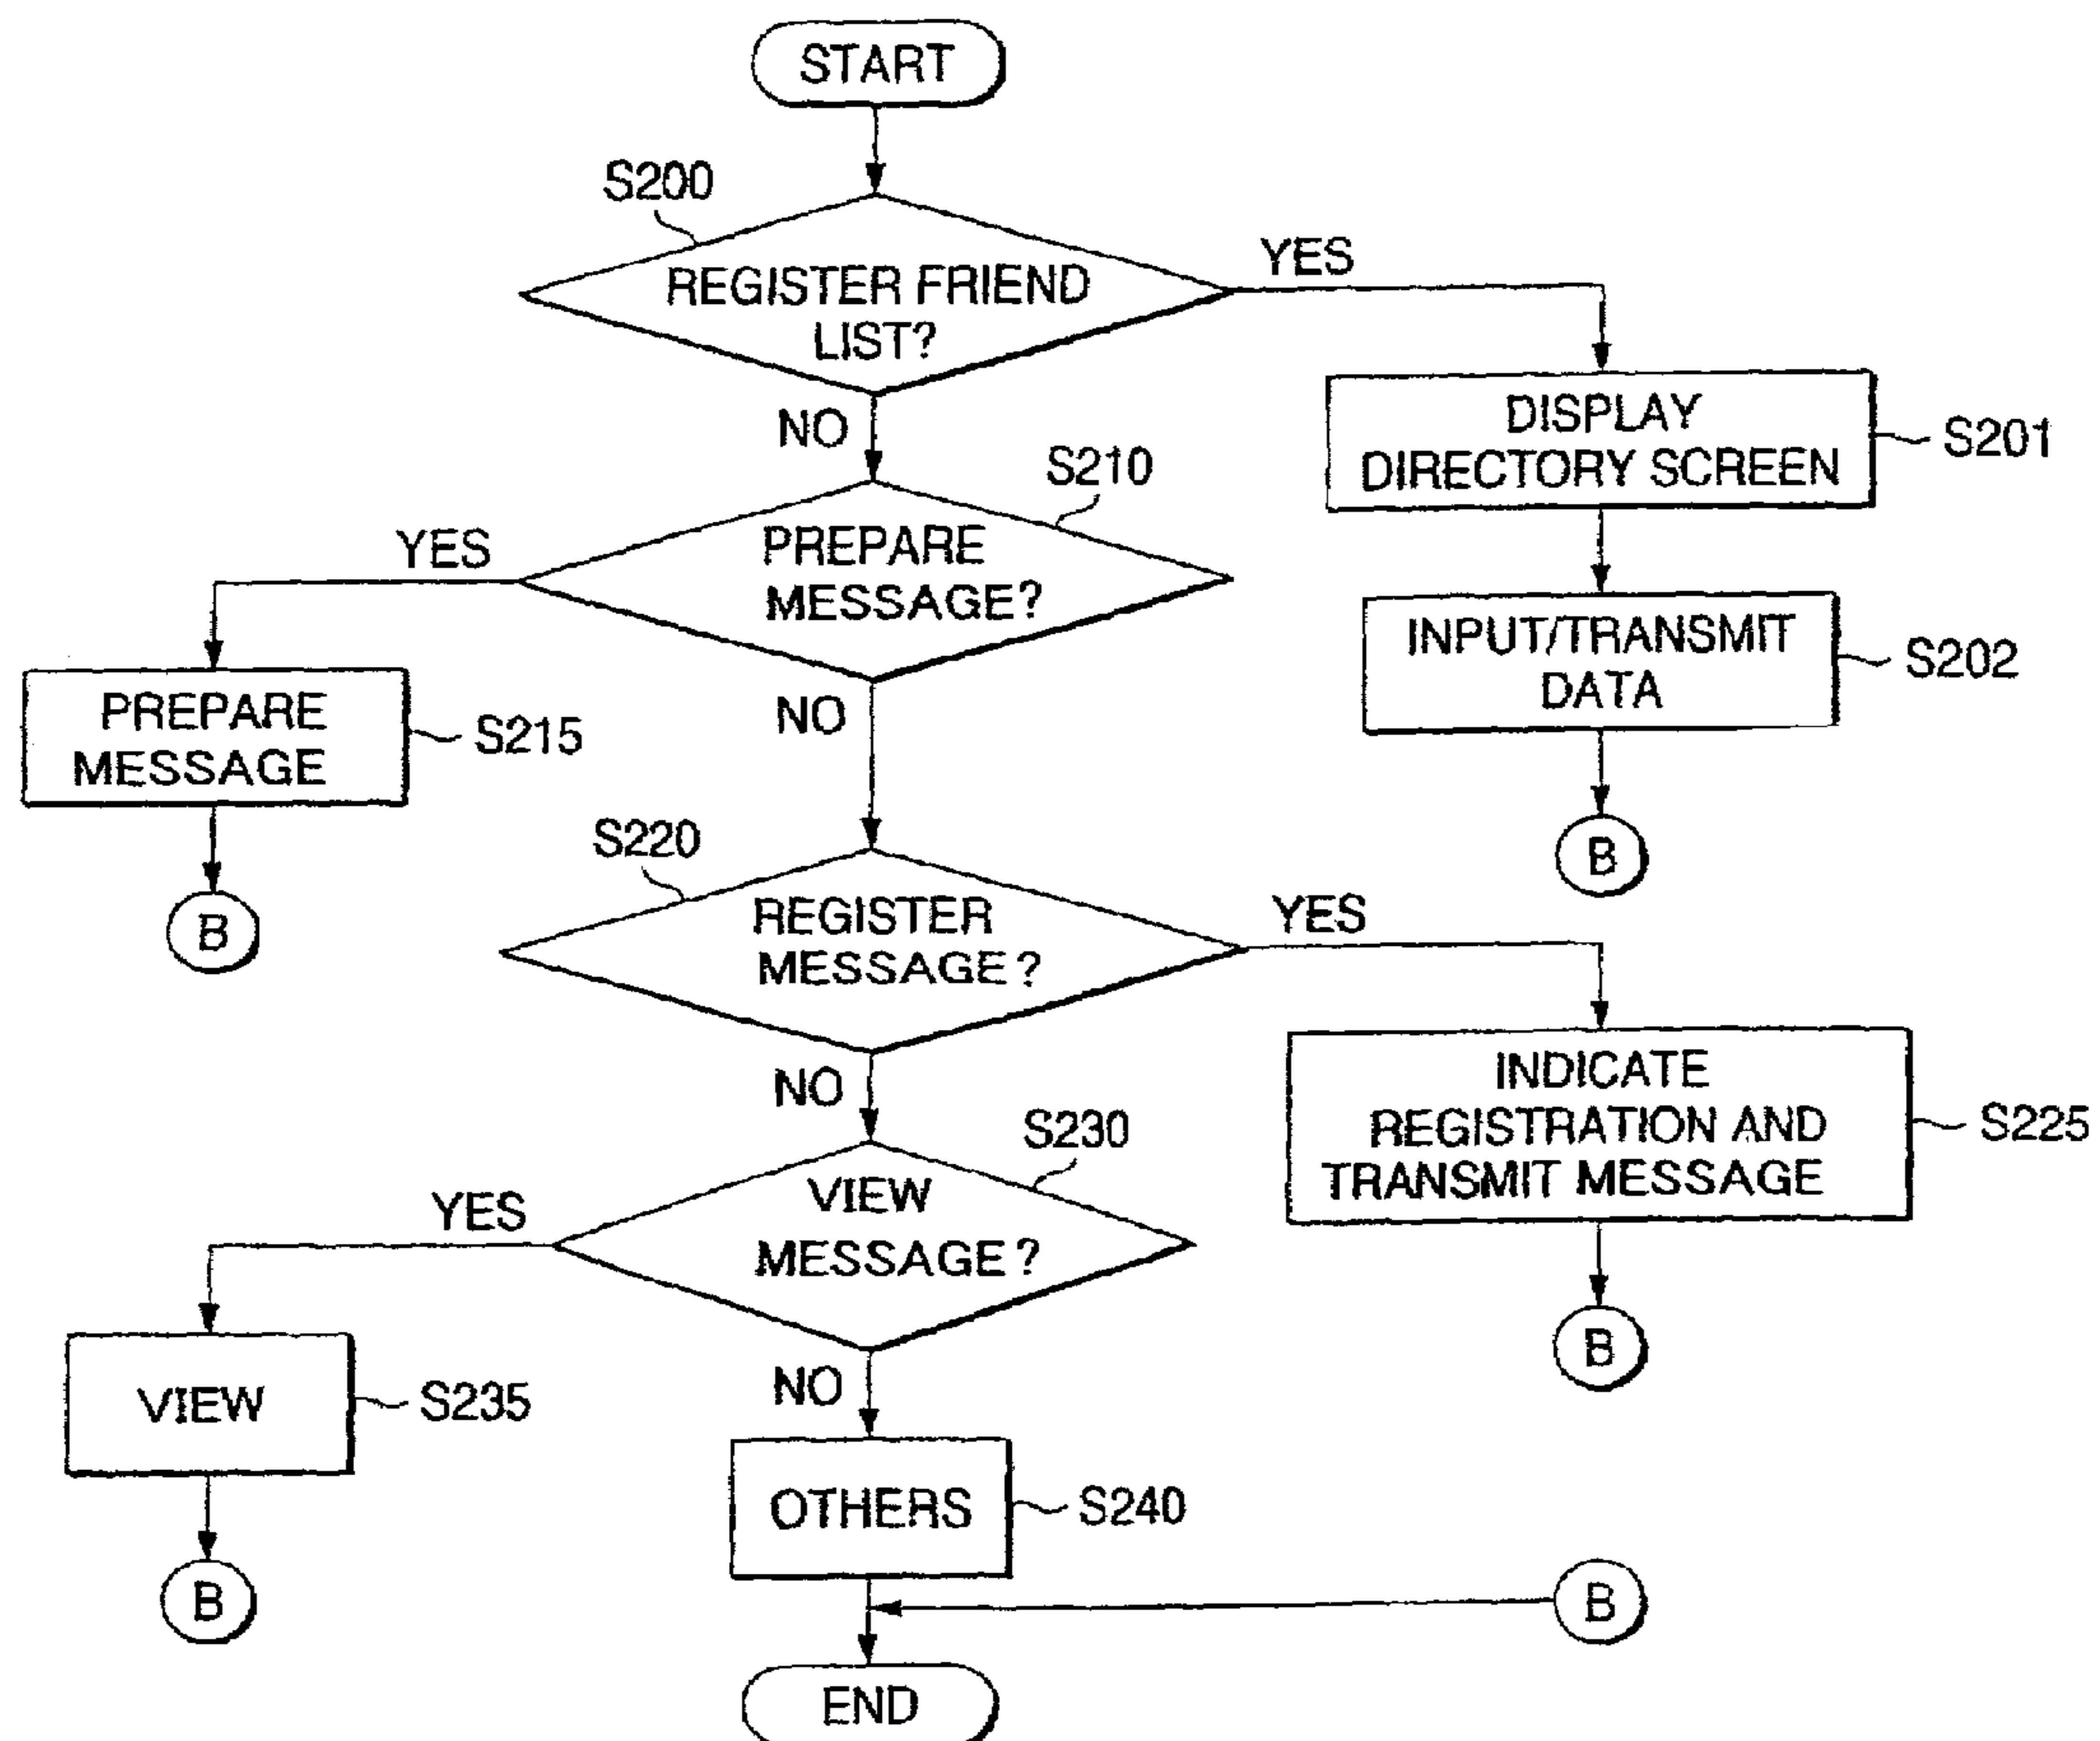 START
S200
REGISTER FRIEND
LIST?
YES
NO
DISPLAY
DIRECTORY SCREEN
S201
S210
PREPARE
MESSAGE?
YES
NO
INPUT/TRANSMIT
DATA
S202
PREPARE
MESSAGE
S215
B
B
S220
REGISTER
MESSAGE?
YES
NO
INDICATE
REGISTRATION AND
TRANSMIT MESSAGE
S225
S230
VIEW
MESSAGE?
YES
NO
B
VIEW
S235
OTHERS
S240
B
B
END